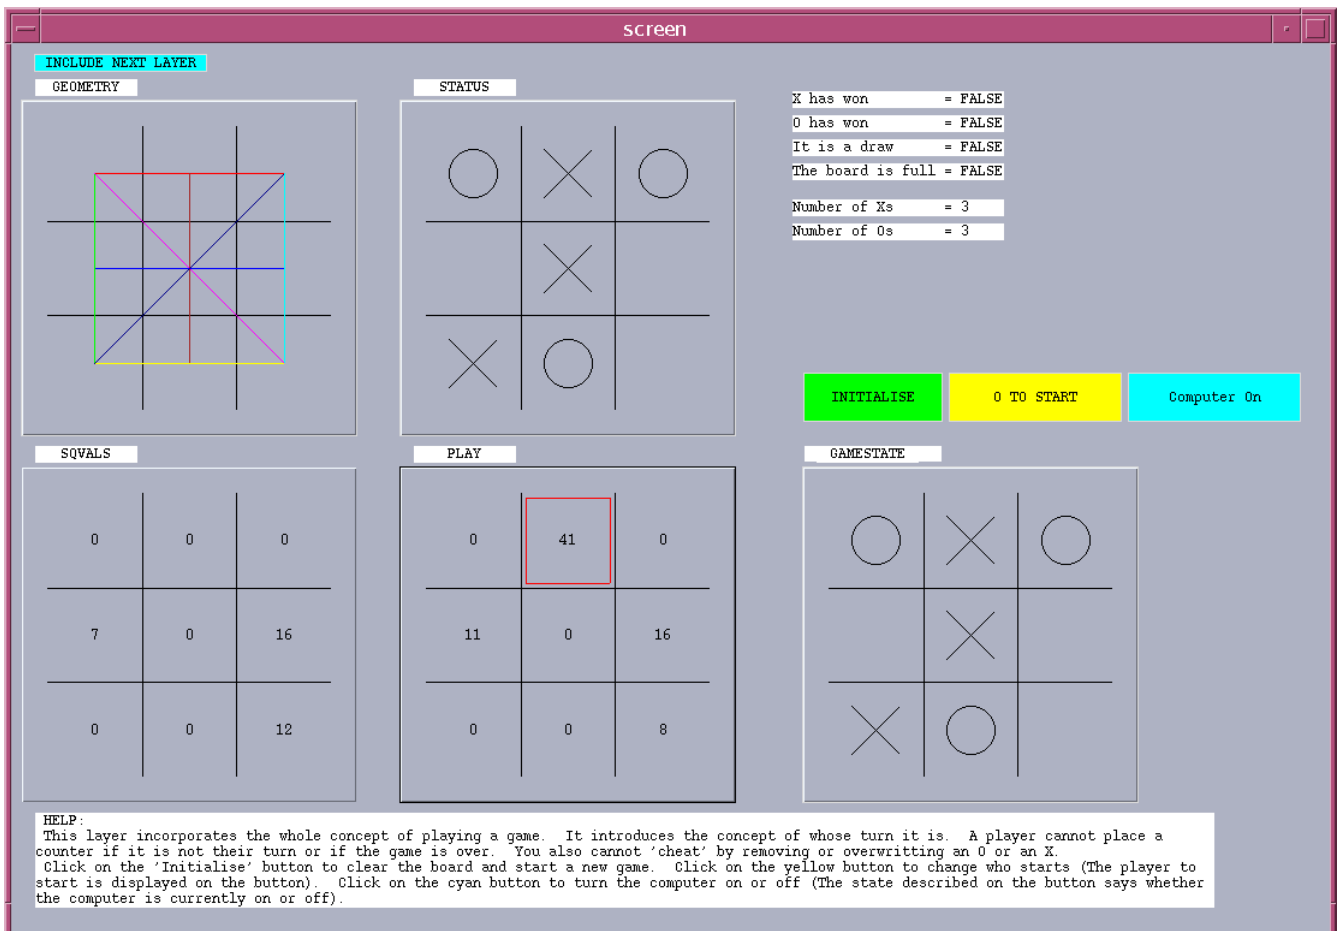 screen
INCLUDE NEXT LAYER
GEOMETRY
STATUS
X has won = FALSE
O has won = FALSE
It is a draw = FALSE
The board is full = FALSE
Number of Xs = 3
Number of Os = 3
INITIALISE
O TO START
Computer On
SQVALS
PLAY
GAMESTATE
0 0 0
7 0 16
0 0 12
0 41 0
11 0 16
0 0 8
HELP:
This layer incorporates the whole concept of playing a game. It introduces the concept of whose turn it is. A player cannot place a
counter if it is not their turn or if the game is over. You also cannot 'cheat' by removing or overwritting an O or an X.
Click on the 'Initialise' button to clear the board and start a new game. Click on the yellow button to change who starts (The player to
start is displayed on the button). Click on the cyan button to turn the computer on or off (The state described on the button says whether
the computer is currently on or off).